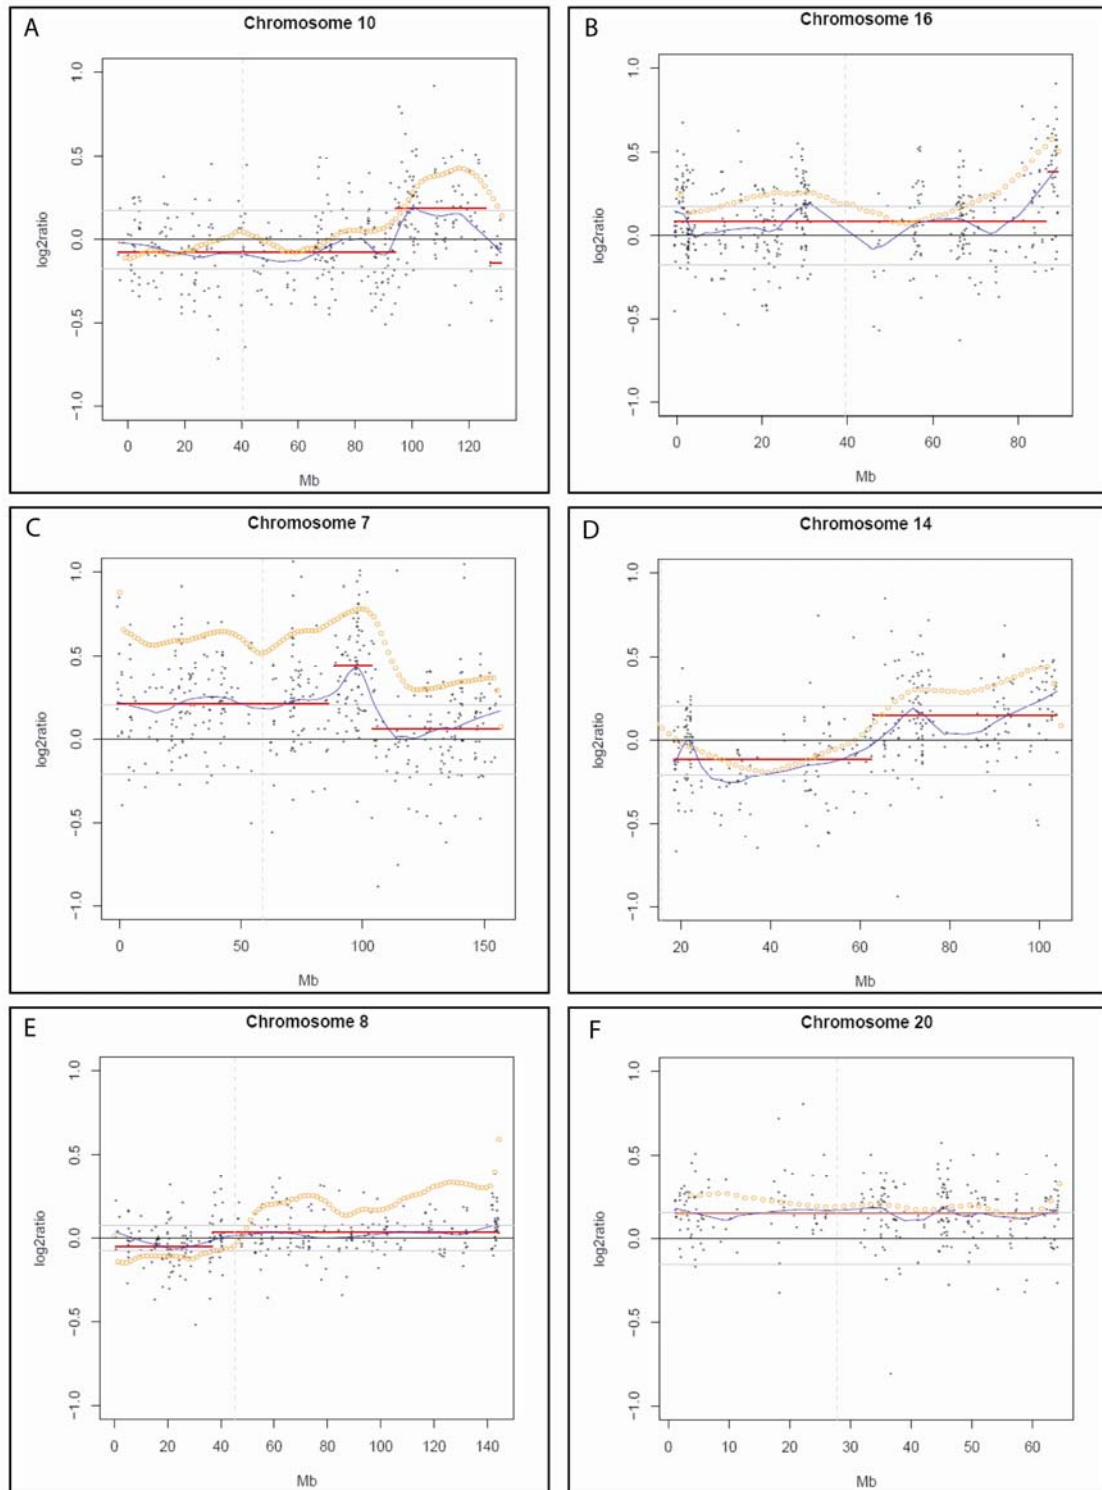 A
Chromosome 10
log2ratio
1.0
0.5
0.0
−0.5
−1.0
0 20 40 60 80 100 120
Mb
B
Chromosome 16
log2ratio
1.0
0.5
0.0
−0.5
−1.0
0 20 40 60 80
Mb
C
Chromosome 7
log2ratio
1.0
0.5
0.0
−0.5
−1.0
0 50 100 150
Mb
D
Chromosome 14
log2ratio
1.0
0.5
0.0
−0.5
−1.0
20 40 60 80 100
Mb
E
Chromosome 8
log2ratio
1.0
0.5
0.0
−0.5
−1.0
0 20 40 60 80 100 120 140
Mb
F
Chromosome 20
log2ratio
1.0
0.5
0.0
−0.5
−1.0
0 10 20 30 40 50 60
Mb